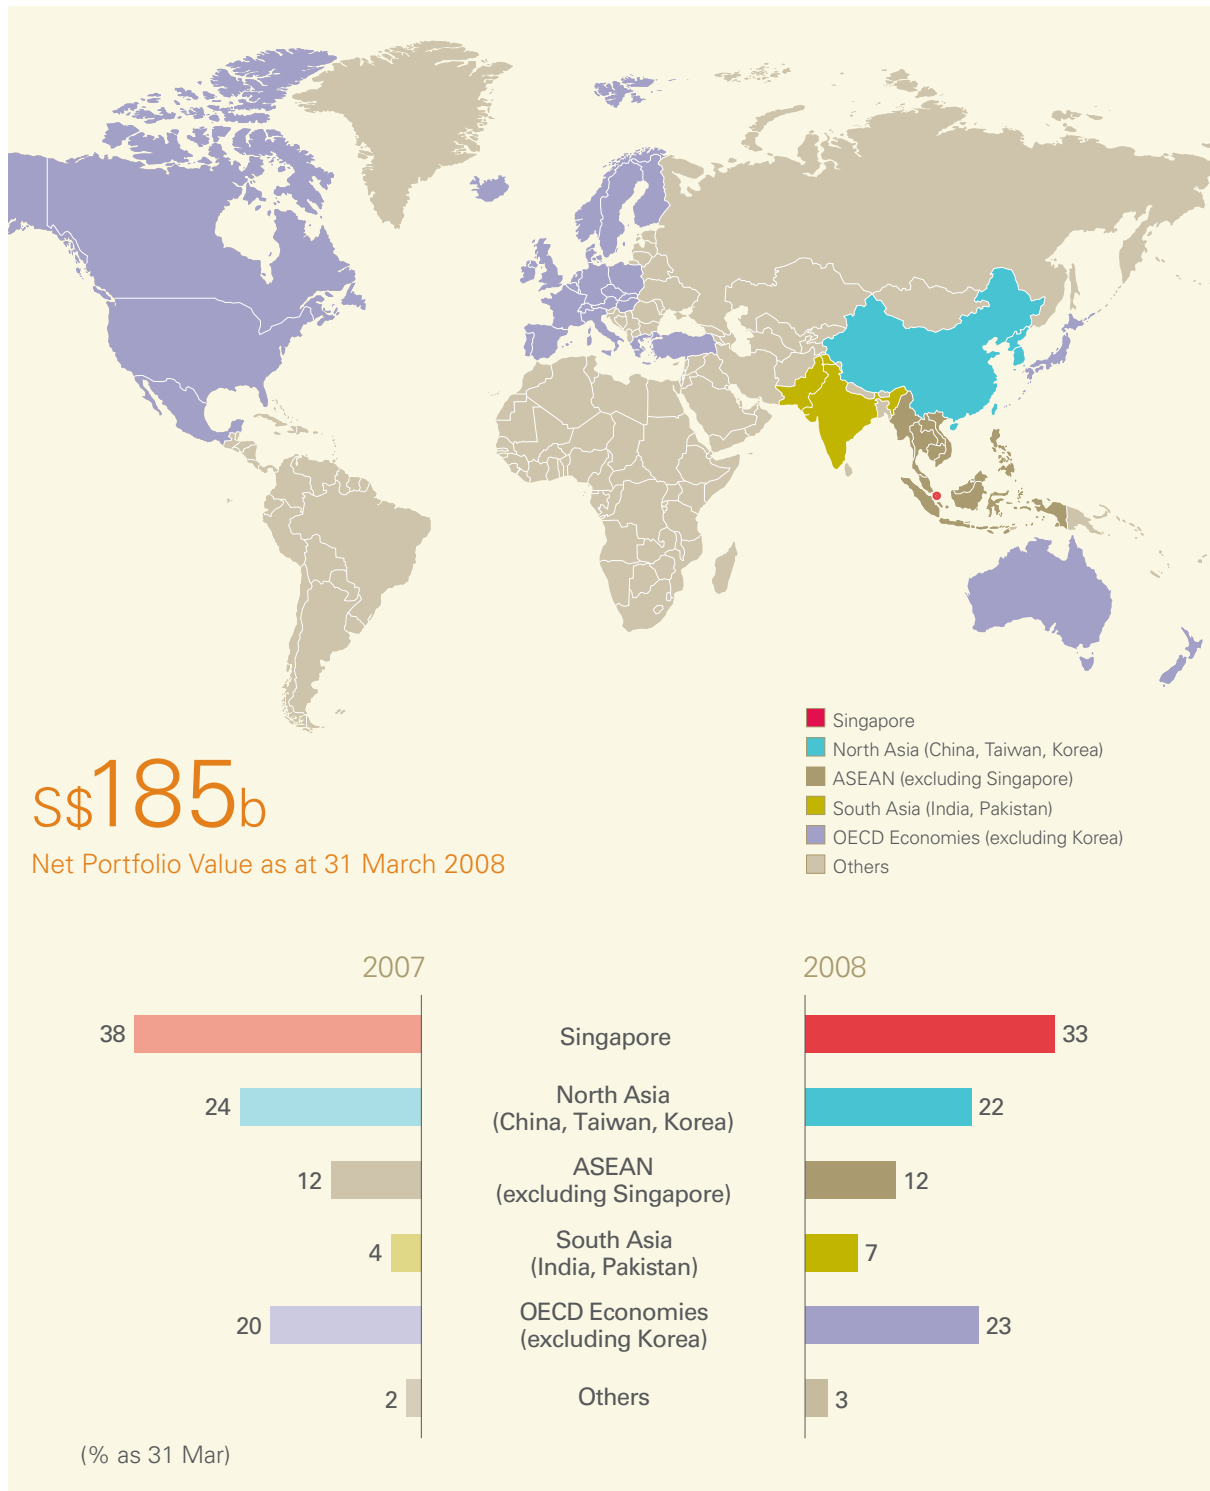 Singapore
North Asia (China, Taiwan, Korea)
ASEAN (excluding Singapore)
South Asia (India, Pakistan)
OECD Economies (excluding Korea)
Others
S$185b
Net Portfolio Value as at 31 March 2008
2007
2008
38
Singapore
33
24
North Asia
(China, Taiwan, Korea)
22
12
ASEAN
(excluding Singapore)
12
4
South Asia
(India, Pakistan)
7
20
OECD Economies
(excluding Korea)
23
2
Others
3
(% as 31 Mar)